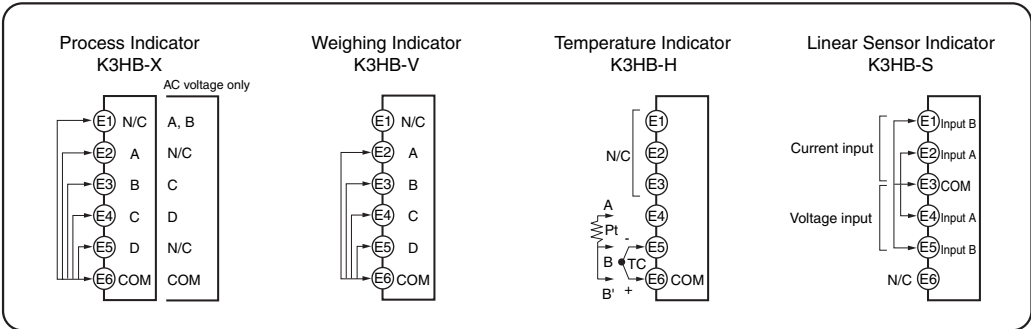 Process Indicator
K3HB-X
AC voltage only
E1 N/C A, B
E2 A N/C
E3 B C
E4 C D
E5 D N/C
E6 COM COM
Weighing Indicator
K3HB-V
E1 N/C
E2 A
E3 B
E4 C
E5 D
E6 COM
Temperature Indicator
K3HB-H
E1
N/C E2
E3
A E4
Pt
- E5
B TC
E6 COM
B' +
Linear Sensor Indicator
K3HB-S
E1 Input B
Current input
E2 Input A
E3 COM
Voltage input
E4 Input A
E5 Input B
N/C E6